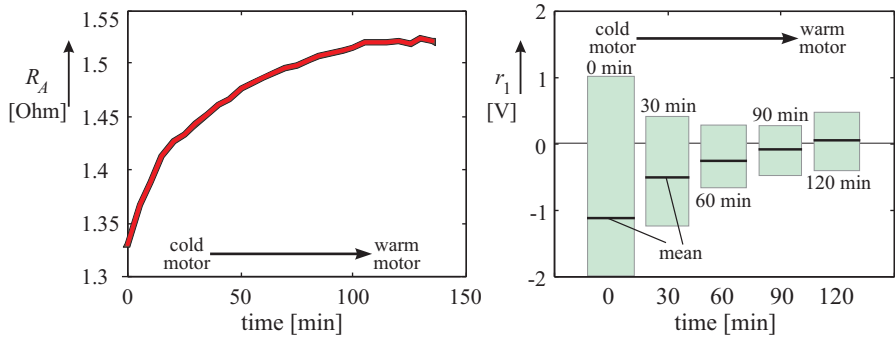 1.55
1.5
1.45
1.4
1.35
1.3
R_A
[Ohm]
cold
motor
warm
motor
0
50
100
150
time [min]
2
1
0
-1
-2
r_1
[V]
cold
motor
warm
motor
0 min
30 min
60 min
90 min
120 min
mean
0
30
60
90
120
time [min]